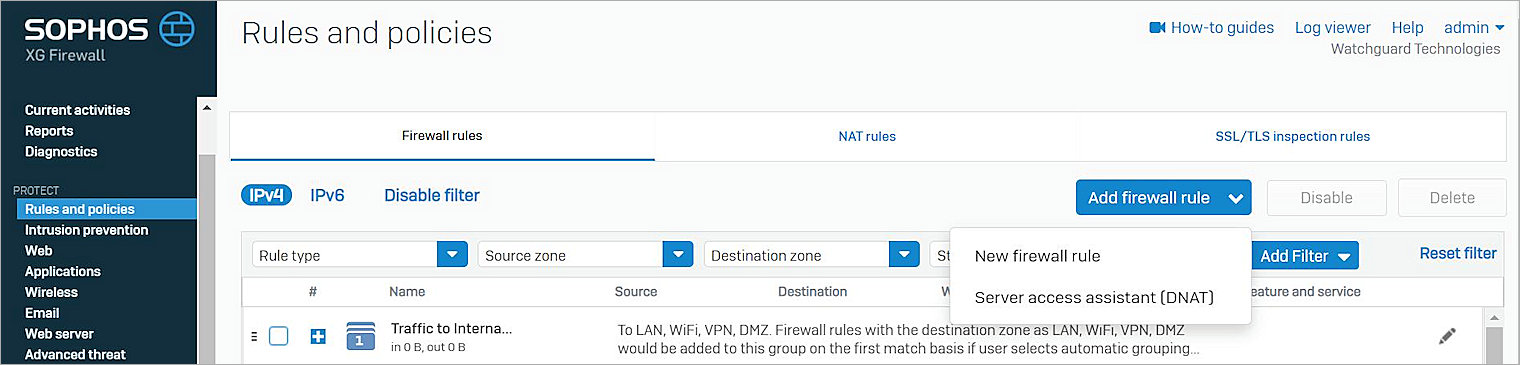 SOPHOS
XG Firewall
Current activities
Reports
Diagnostics
PROTECT
Rules and policies
Intrusion prevention
Web
Applications
Wireless
Email
Web server
Advanced threat
Rules and policies
How-to guides Log viewer Help admin
Watchguard Technologies
Firewall rules NAT rules SSL/TLS inspection rules
IPv4 IPv6 Disable filter Add firewall rule Disable Delete
New firewall rule
Server access assistant (DNAT)
Rule type Source zone Destination zone Add Filter Reset filter
# Name Source Destination and service
1 Traffic to Interna... To LAN, WiFi, VPN, DMZ. Firewall rules with the destination zone as LAN, WiFi, VPN, DMZ
in 0 B, out 0 B would be added to this group on the first match basis if user selects automatic grouping...